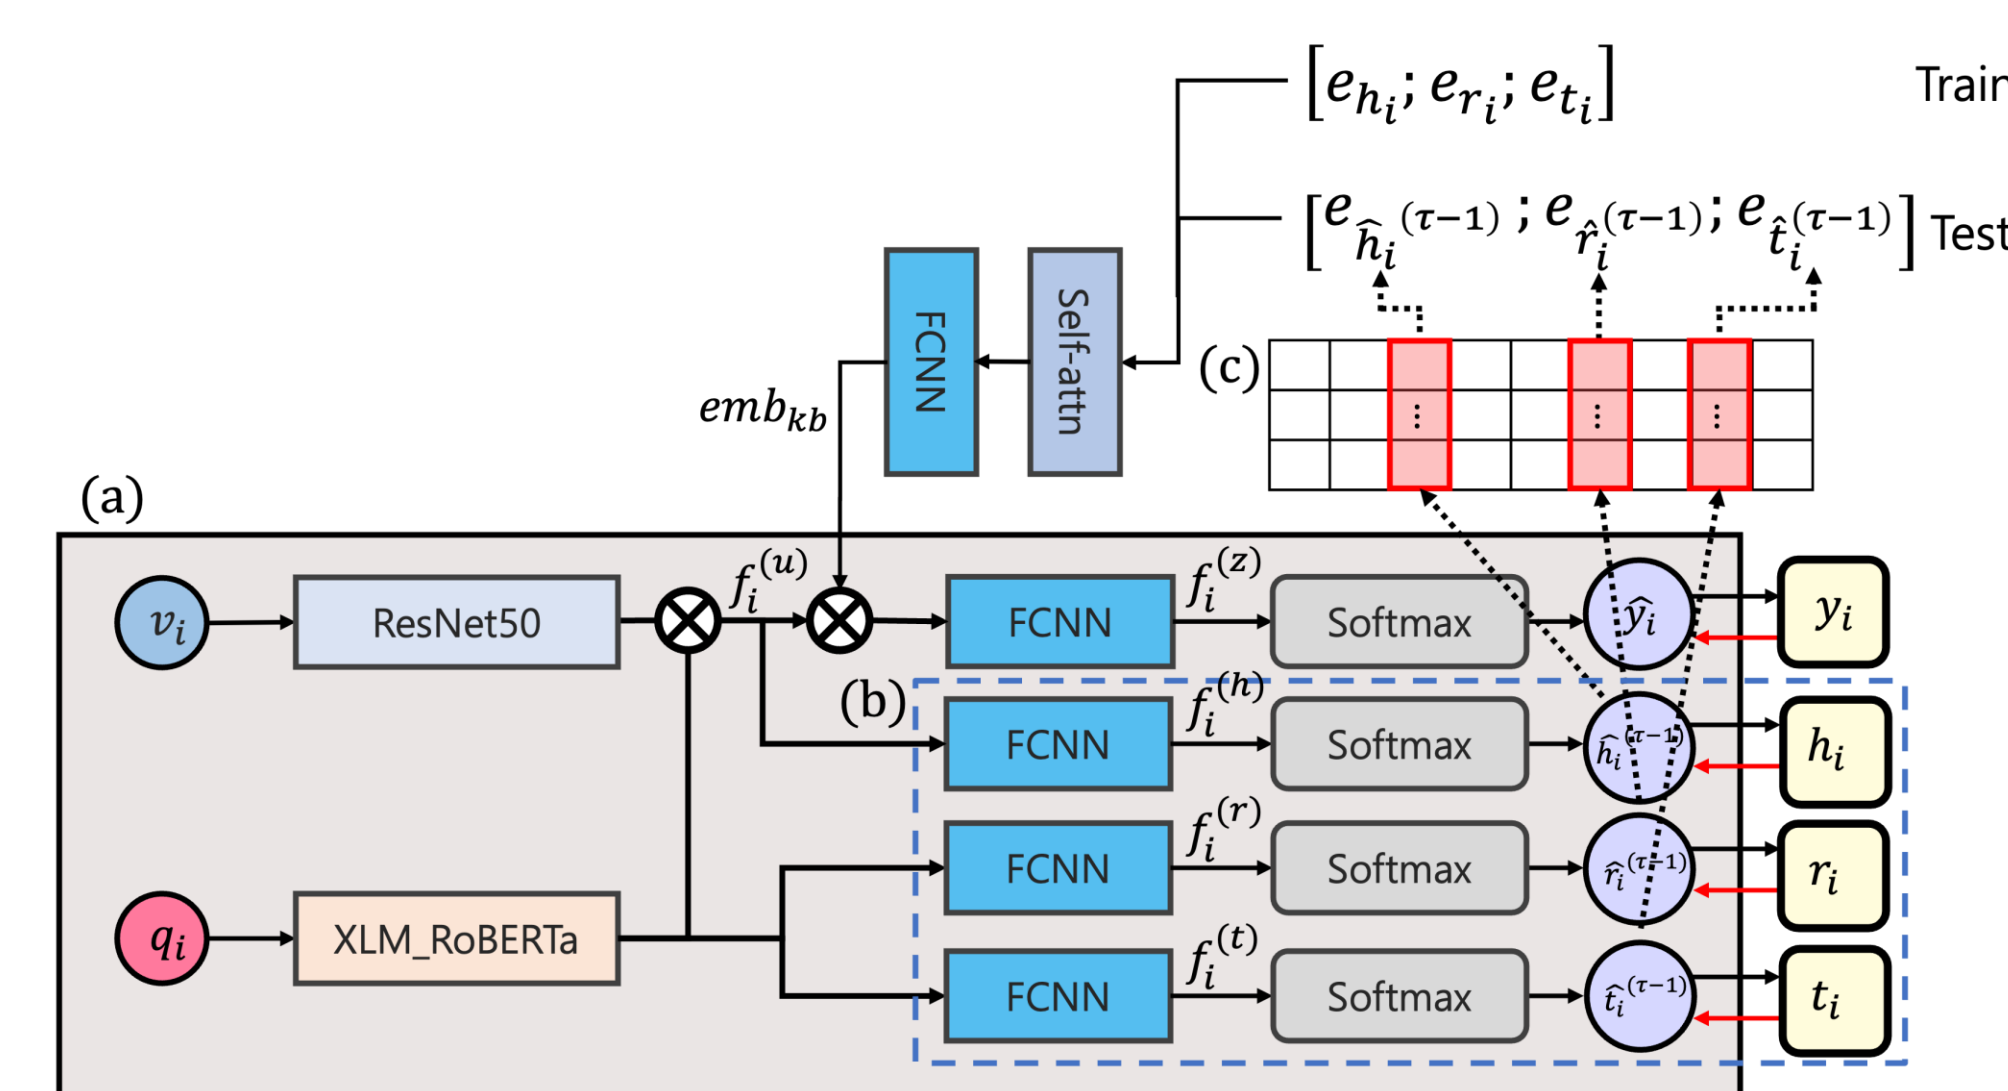 [e_{h_i}; e_{r_i}; e_{t_i}] Train
[e_{ĥ_i^{(τ−1)}}; e_{r̂_i^{(τ−1)}}; e_{t̂_i^{(τ−1)}}] Test
FCNN
Self-attn
(c)
⋮ ⋮ ⋮
emb_{kb}
(a)
v_i ResNet50 f_i^{(u)} FCNN f_i^{(z)} Softmax ŷ_i y_i
(b)
FCNN f_i^{(h)} Softmax ĥ_i^{(τ−1)} h_i
FCNN f_i^{(r)} Softmax r̂_i^{(τ−1)} r_i
q_i XLM_RoBERTa
FCNN f_i^{(t)} Softmax t̂_i^{(τ−1)} t_i